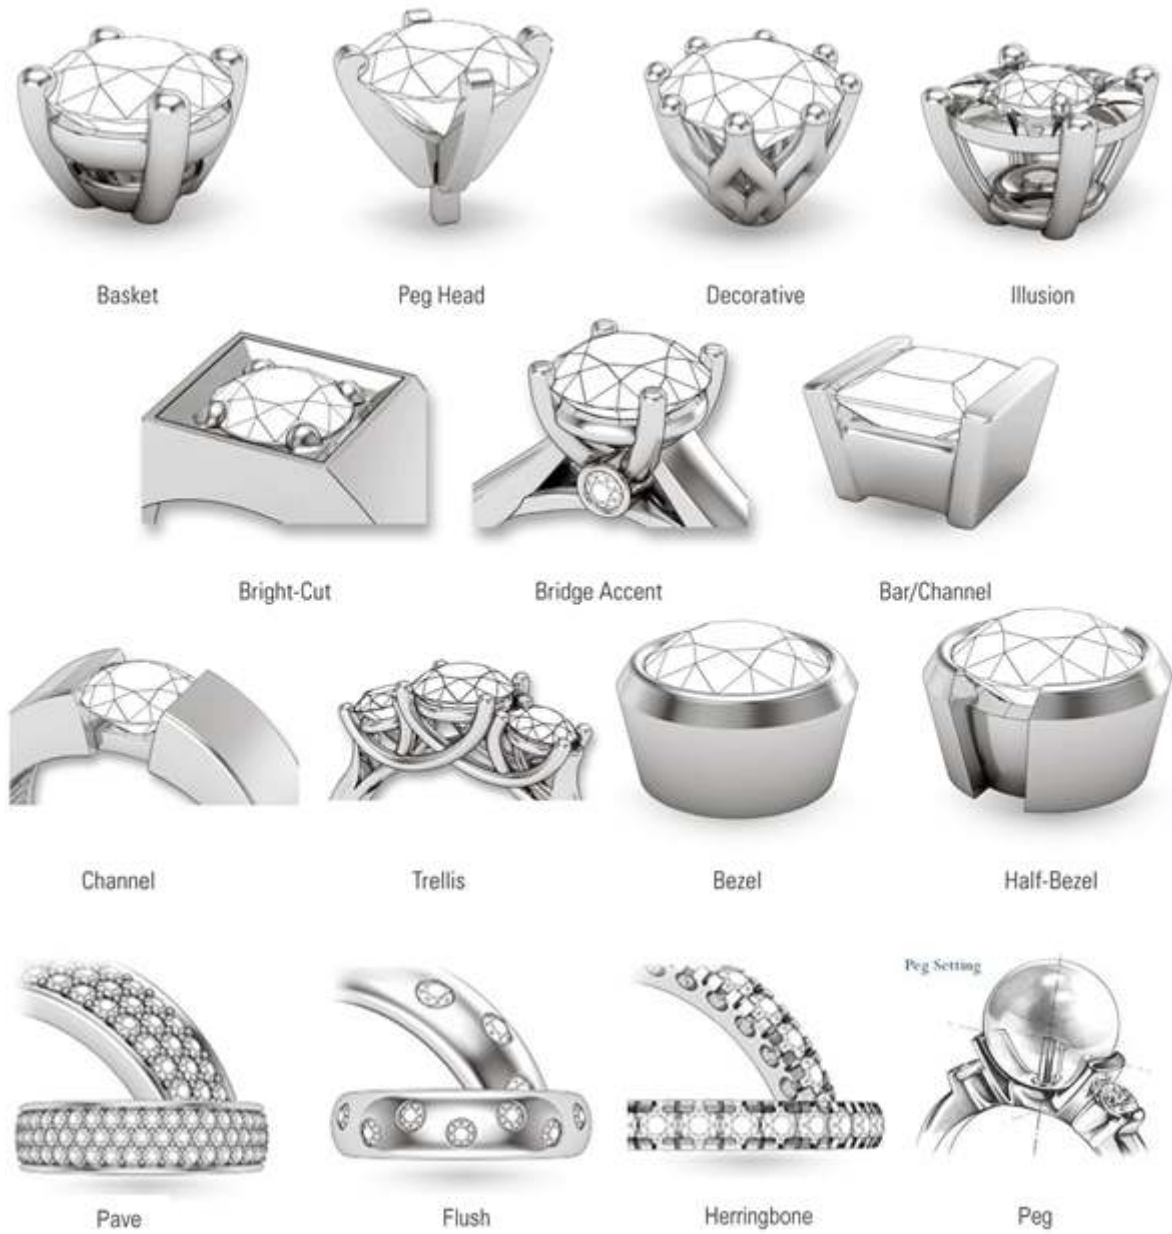 Basket
Peg Head
Decorative
Illusion
Bright-Cut
Bridge Accent
Bar/Channel
Channel
Trellis
Bezel
Half-Bezel
Peg Setting
Pave
Flush
Herringbone
Peg